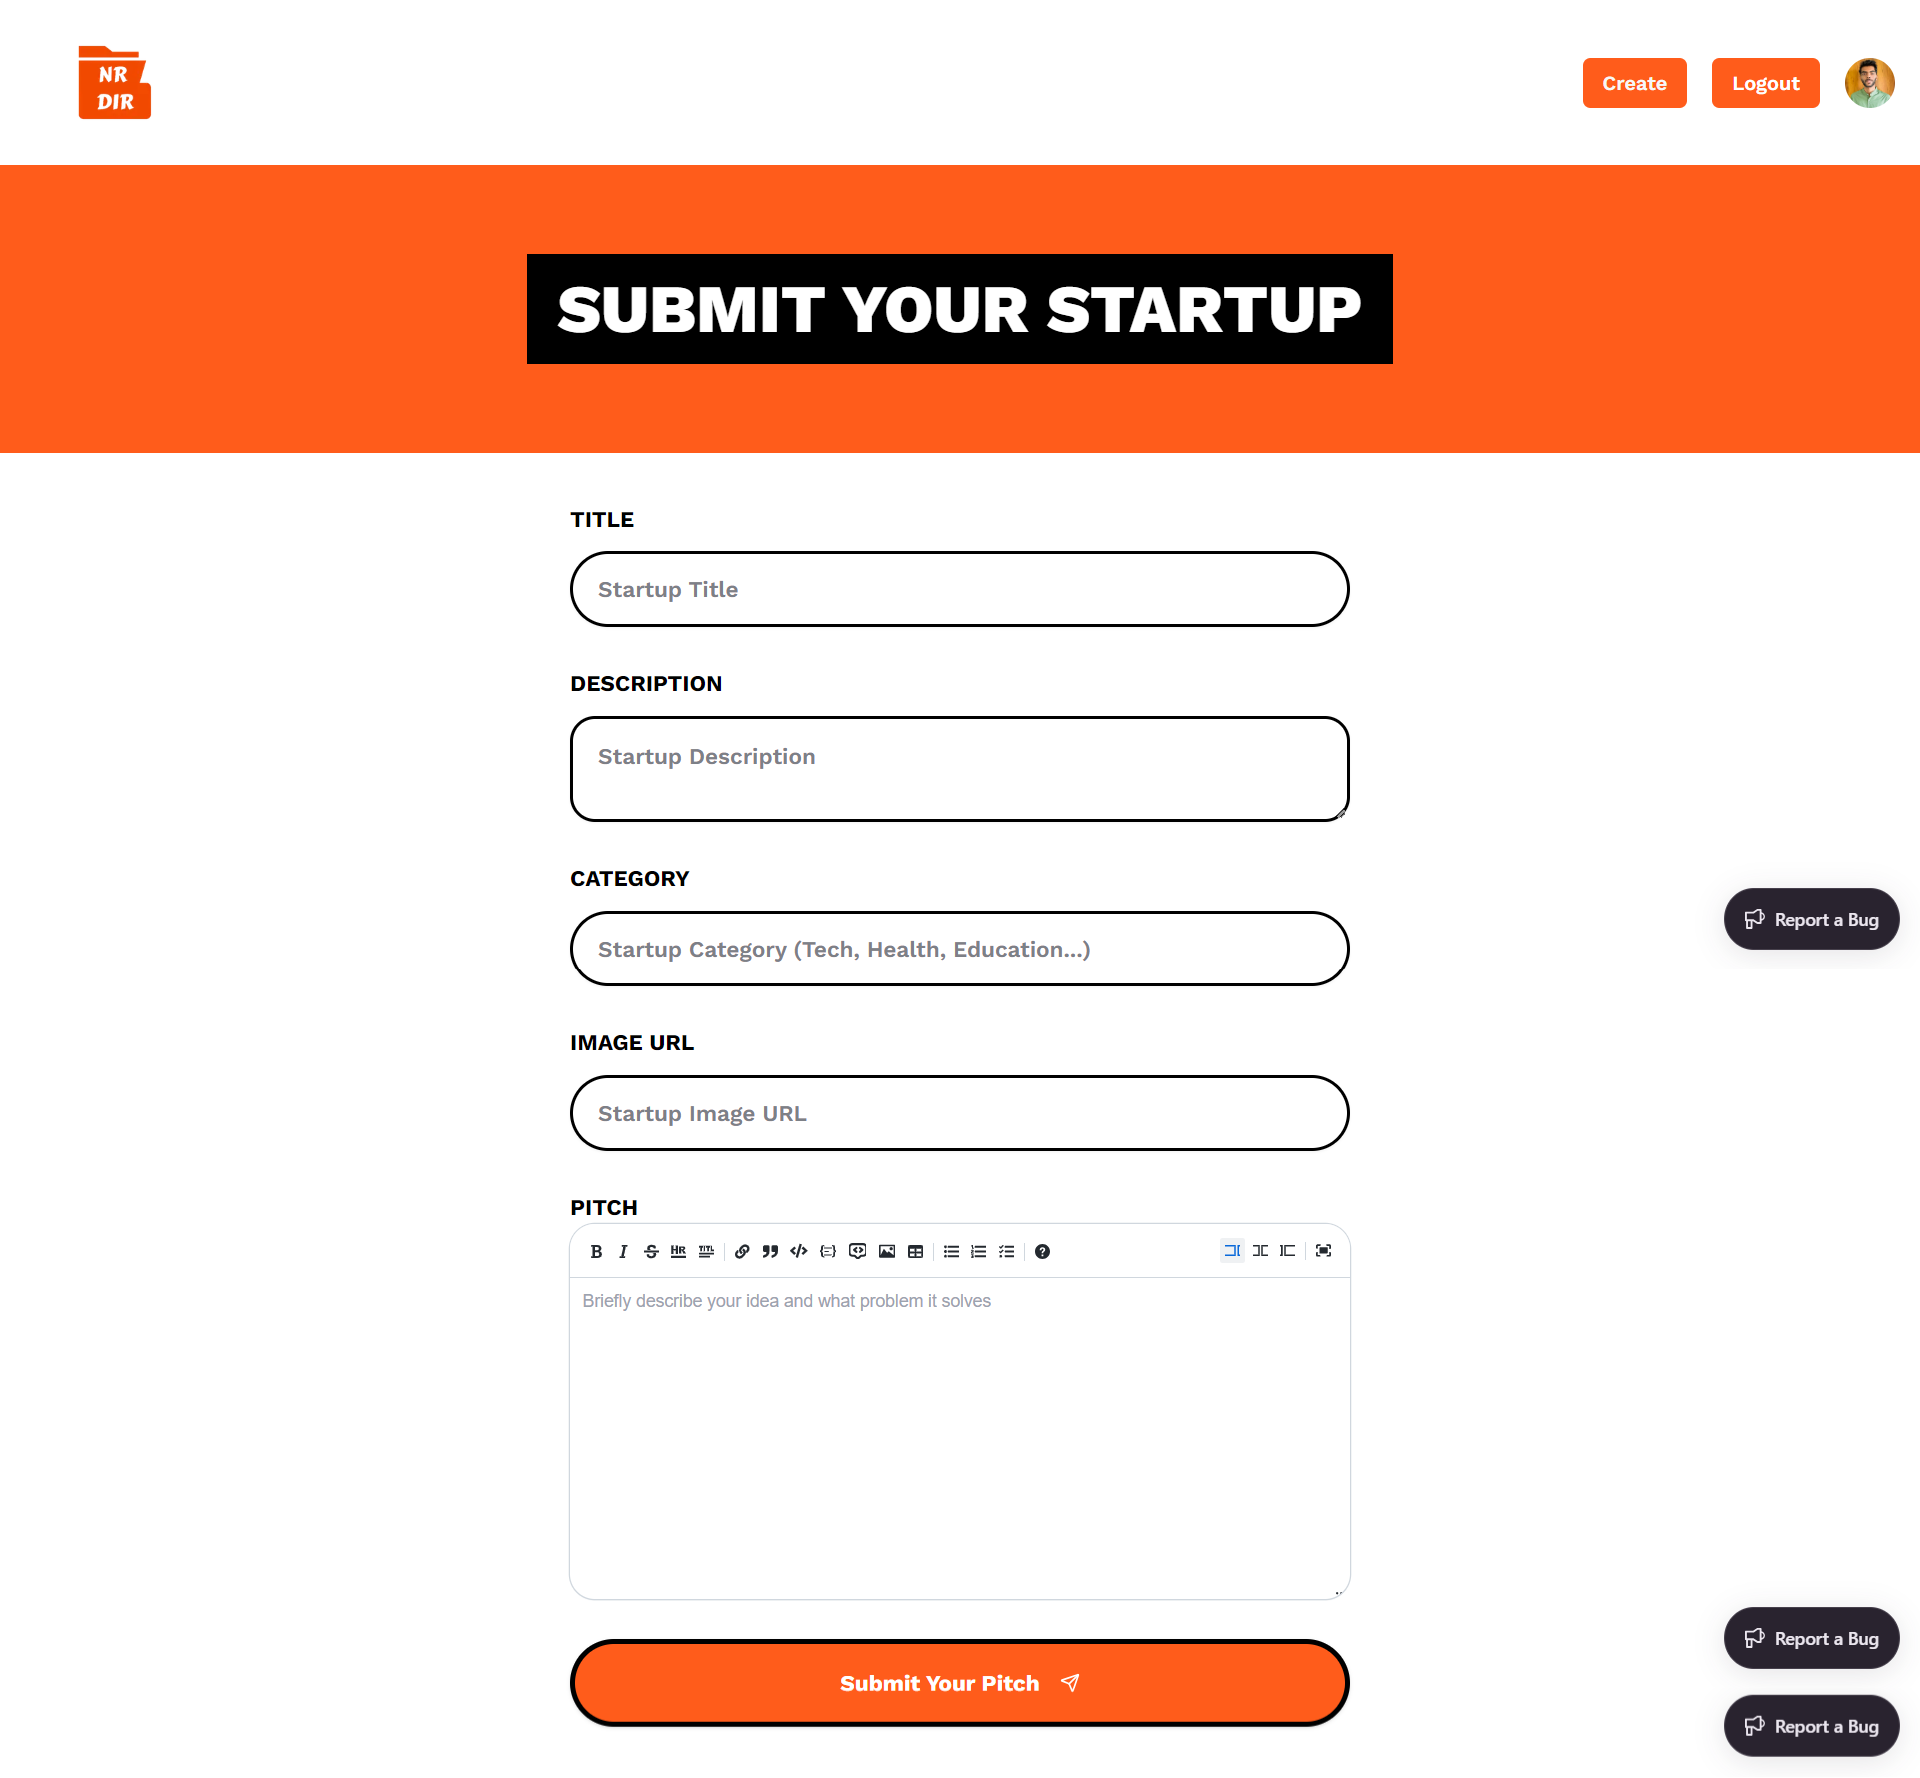 NR
DIR
Create
Logout
SUBMIT YOUR STARTUP
TITLE
Startup Title
DESCRIPTION
Startup Description
CATEGORY
Startup Category (Tech, Health, Education...)
Report a Bug
IMAGE URL
Startup Image URL
PITCH
B I S HR TITL
Briefly describe your idea and what problem it solves
Report a Bug
Submit Your Pitch
Report a Bug